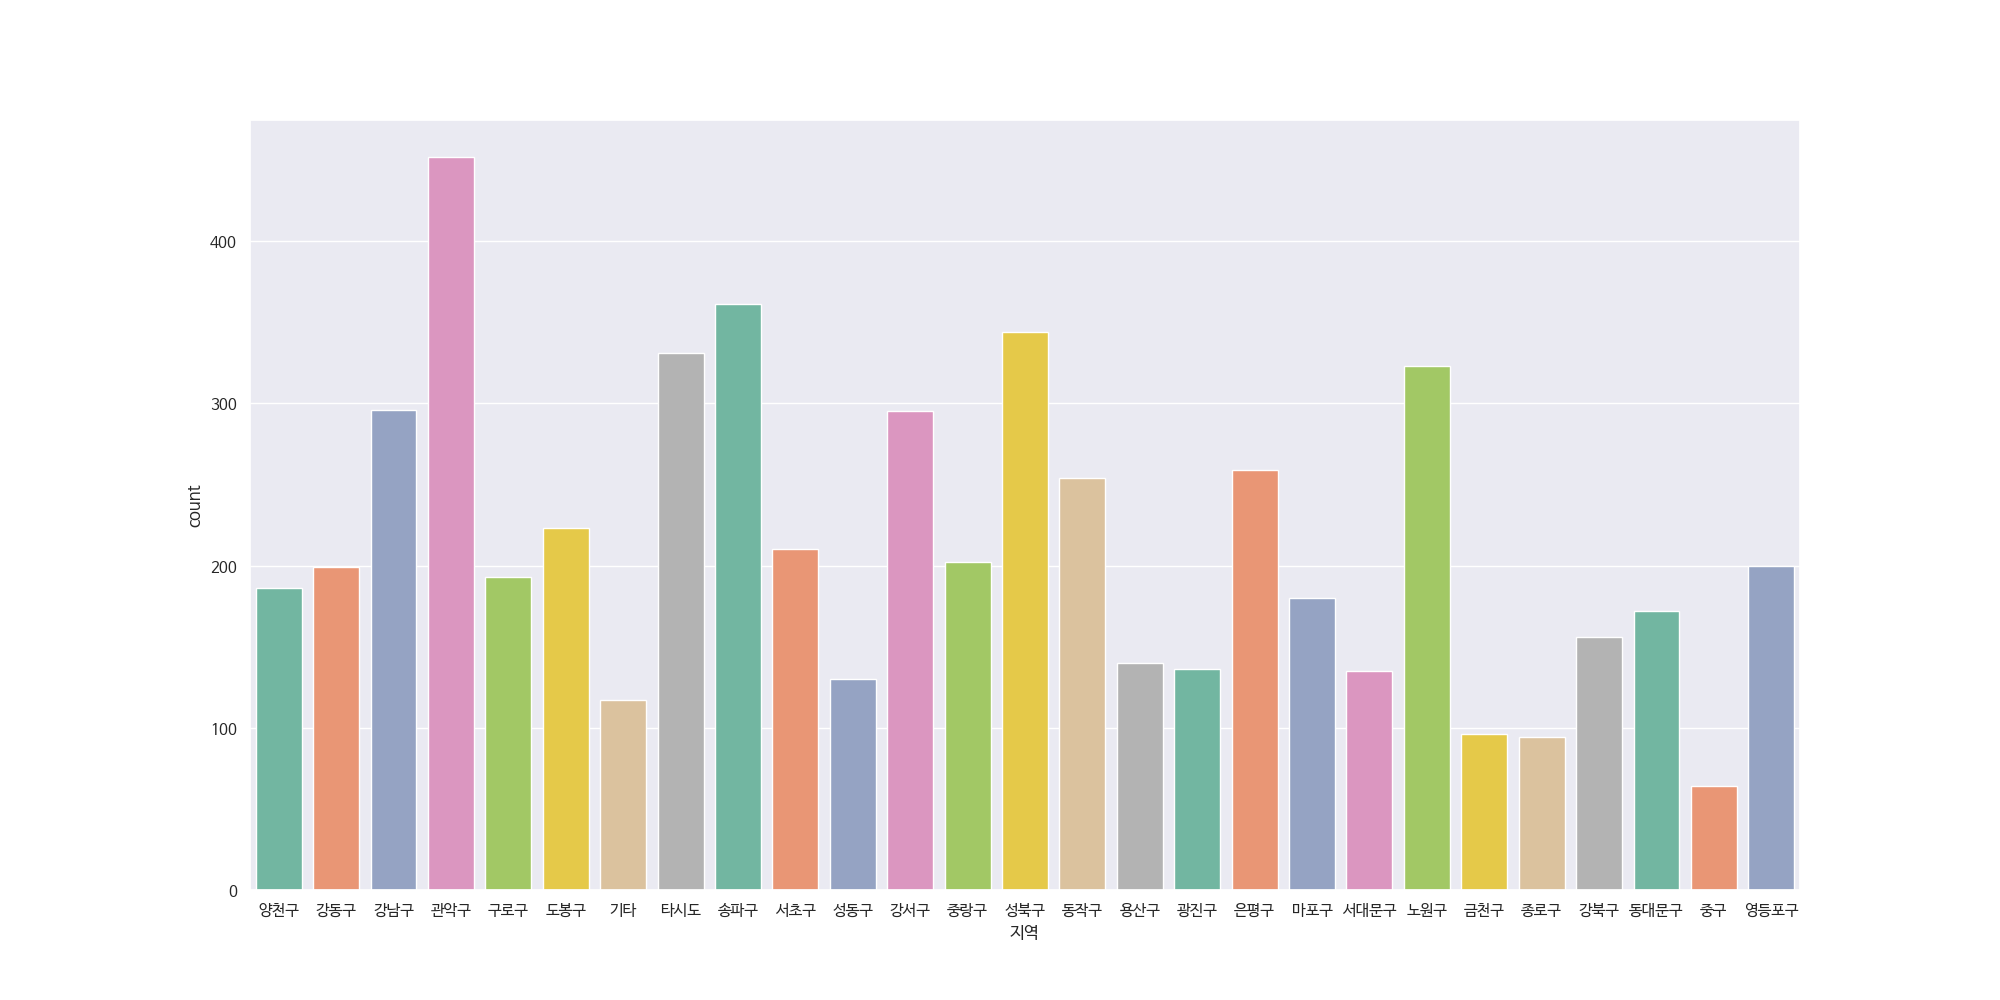 400
300
200
100
0
count
양천구 강동구 강남구 관악구 구로구 도봉구 기타 타시도 송파구 서초구 성동구 강서구 중랑구 성북구 동작구 용산구 광진구 은평구 마포구 서대문구 노원구 금천구 종로구 강북구 동대문구 중구 영등포구
지역